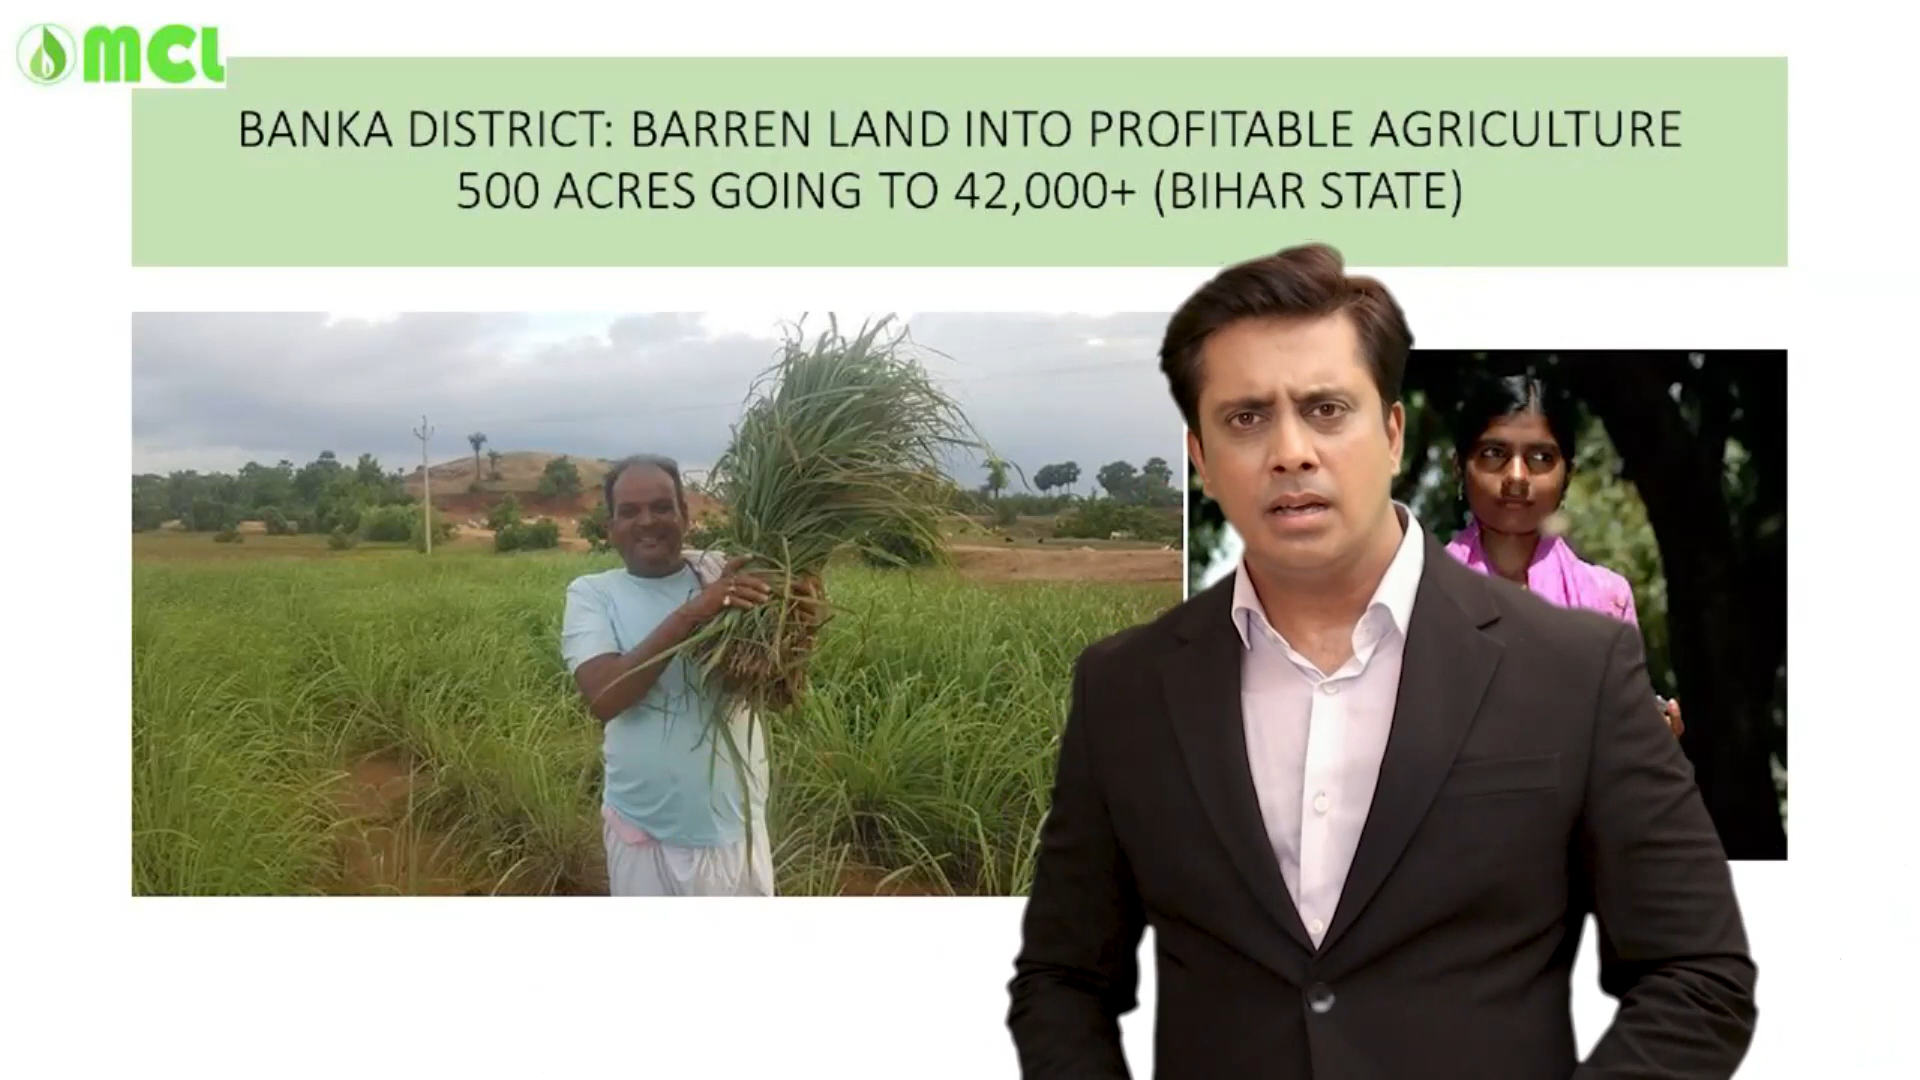 MCL
BANKA DISTRICT: BARREN LAND INTO PROFITABLE AGRICULTURE
500 ACRES GOING TO 42,000+ (BIHAR STATE)